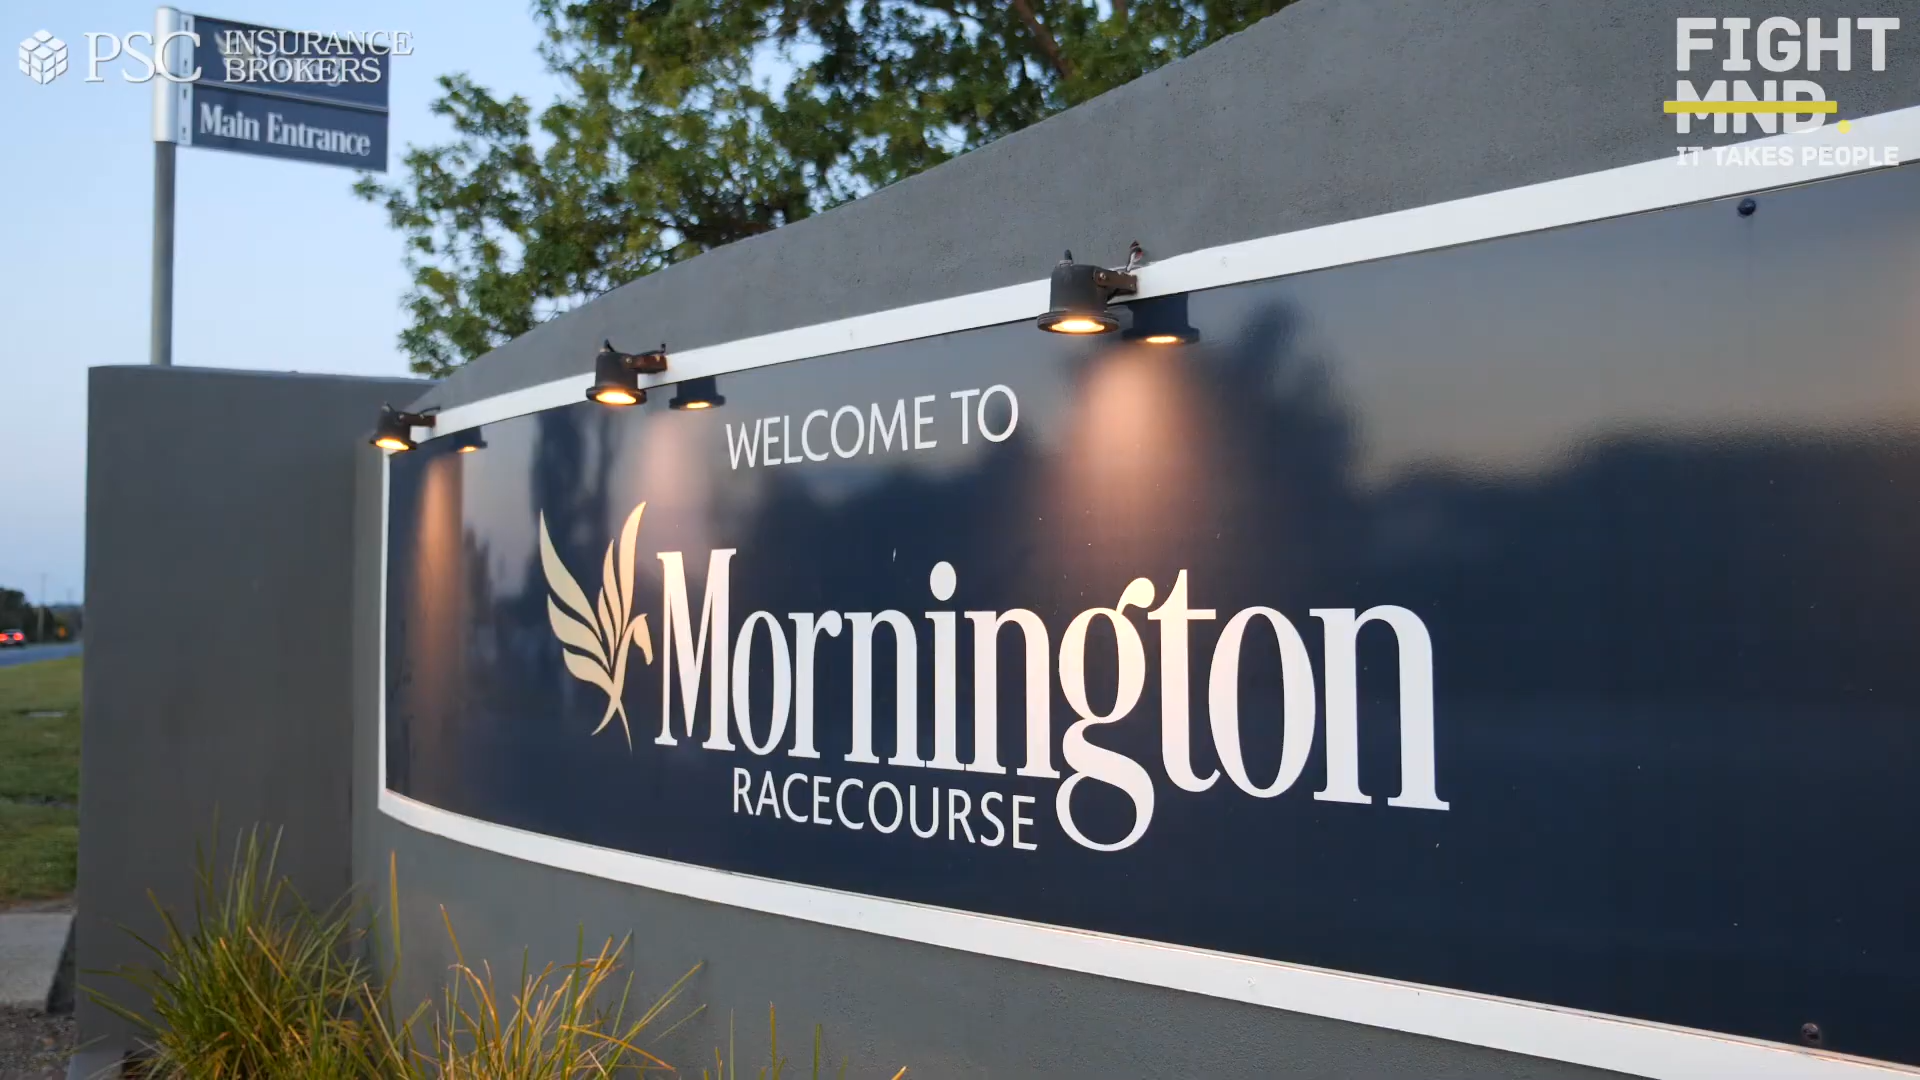 PSC INSURANCE
BROKERS
Main Entrance
FIGHT
MND.
IT TAKES PEOPLE
WELCOME TO
Mornington
RACECOURSE